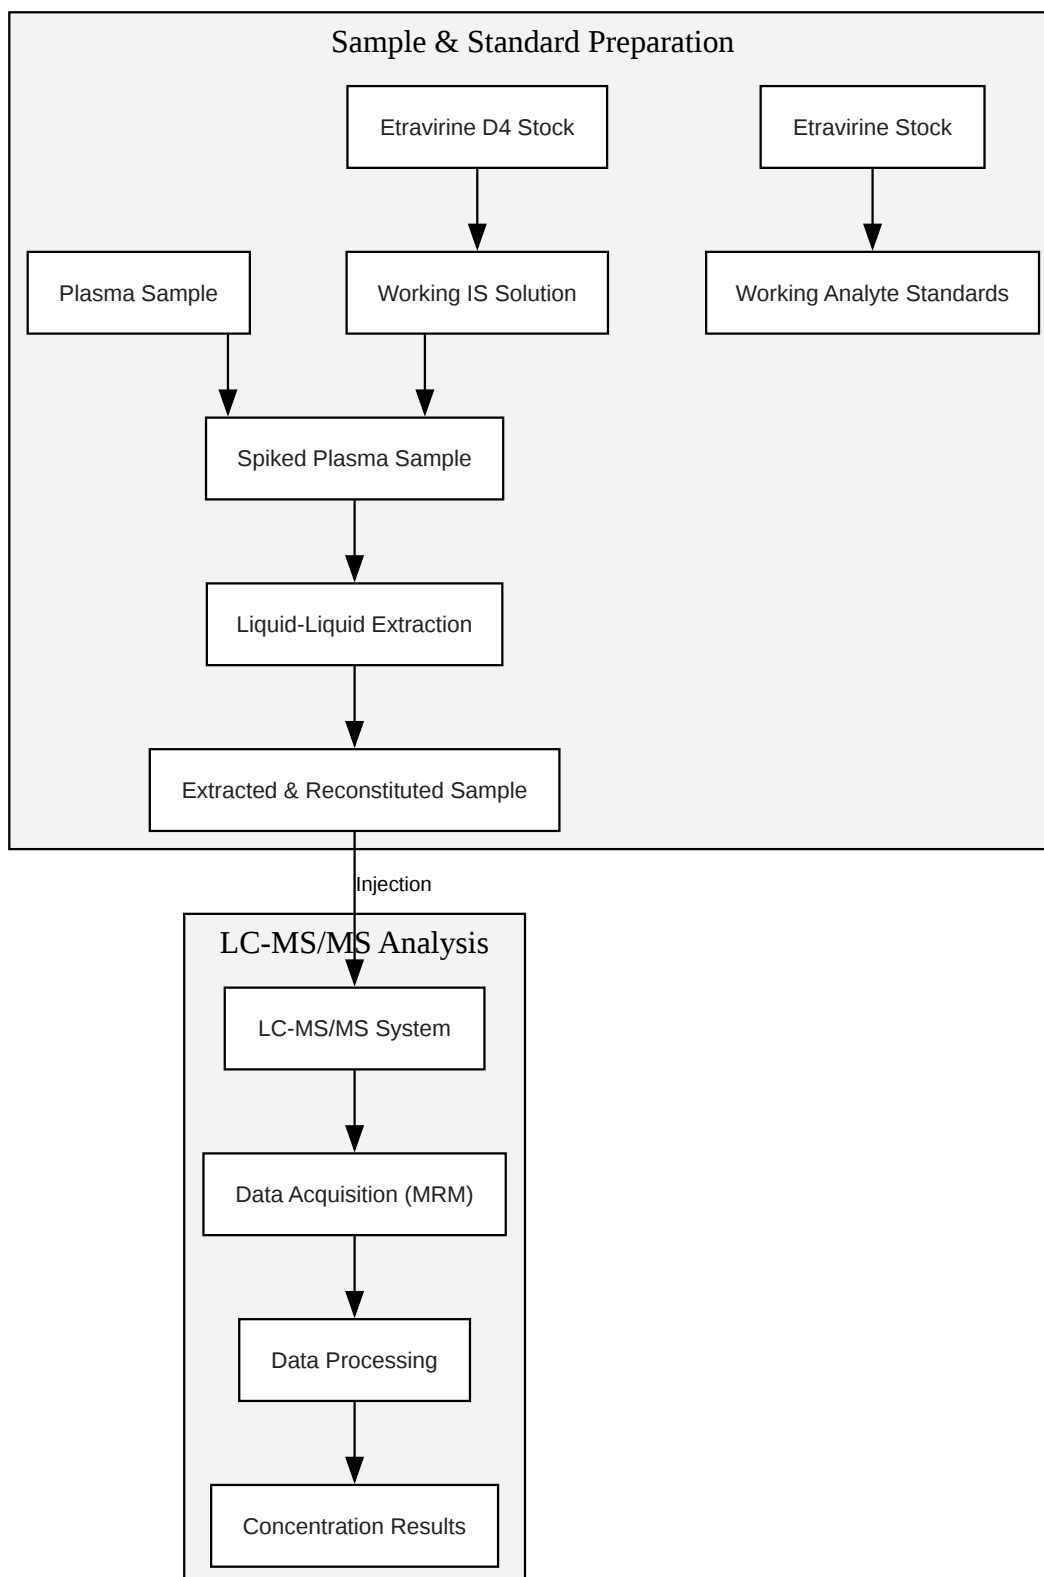 Sample & Standard Preparation
Etravirine D4 Stock
Etravirine Stock
Plasma Sample
Working IS Solution
Working Analyte Standards
Spiked Plasma Sample
Liquid-Liquid Extraction
Extracted & Reconstituted Sample
Injection
LC-MS/MS Analysis
LC-MS/MS System
Data Acquisition (MRM)
Data Processing
Concentration Results